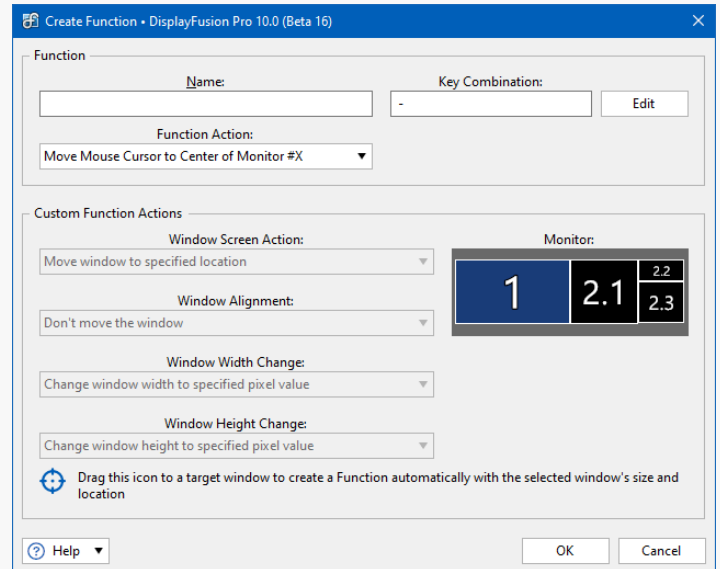 Create Function • DisplayFusion Pro 10.0 (Beta 16)
Function
Name:
Key Combination:
-
Edit
Function Action:
Move Mouse Cursor to Center of Monitor #X
Custom Function Actions
Window Screen Action:
Monitor:
Move window to specified location
1
2.1
2.2
2.3
Window Alignment:
Don't move the window
Window Width Change:
Change window width to specified pixel value
Window Height Change:
Change window height to specified pixel value
Drag this icon to a target window to create a Function automatically with the selected window's size and
location
? Help
OK
Cancel